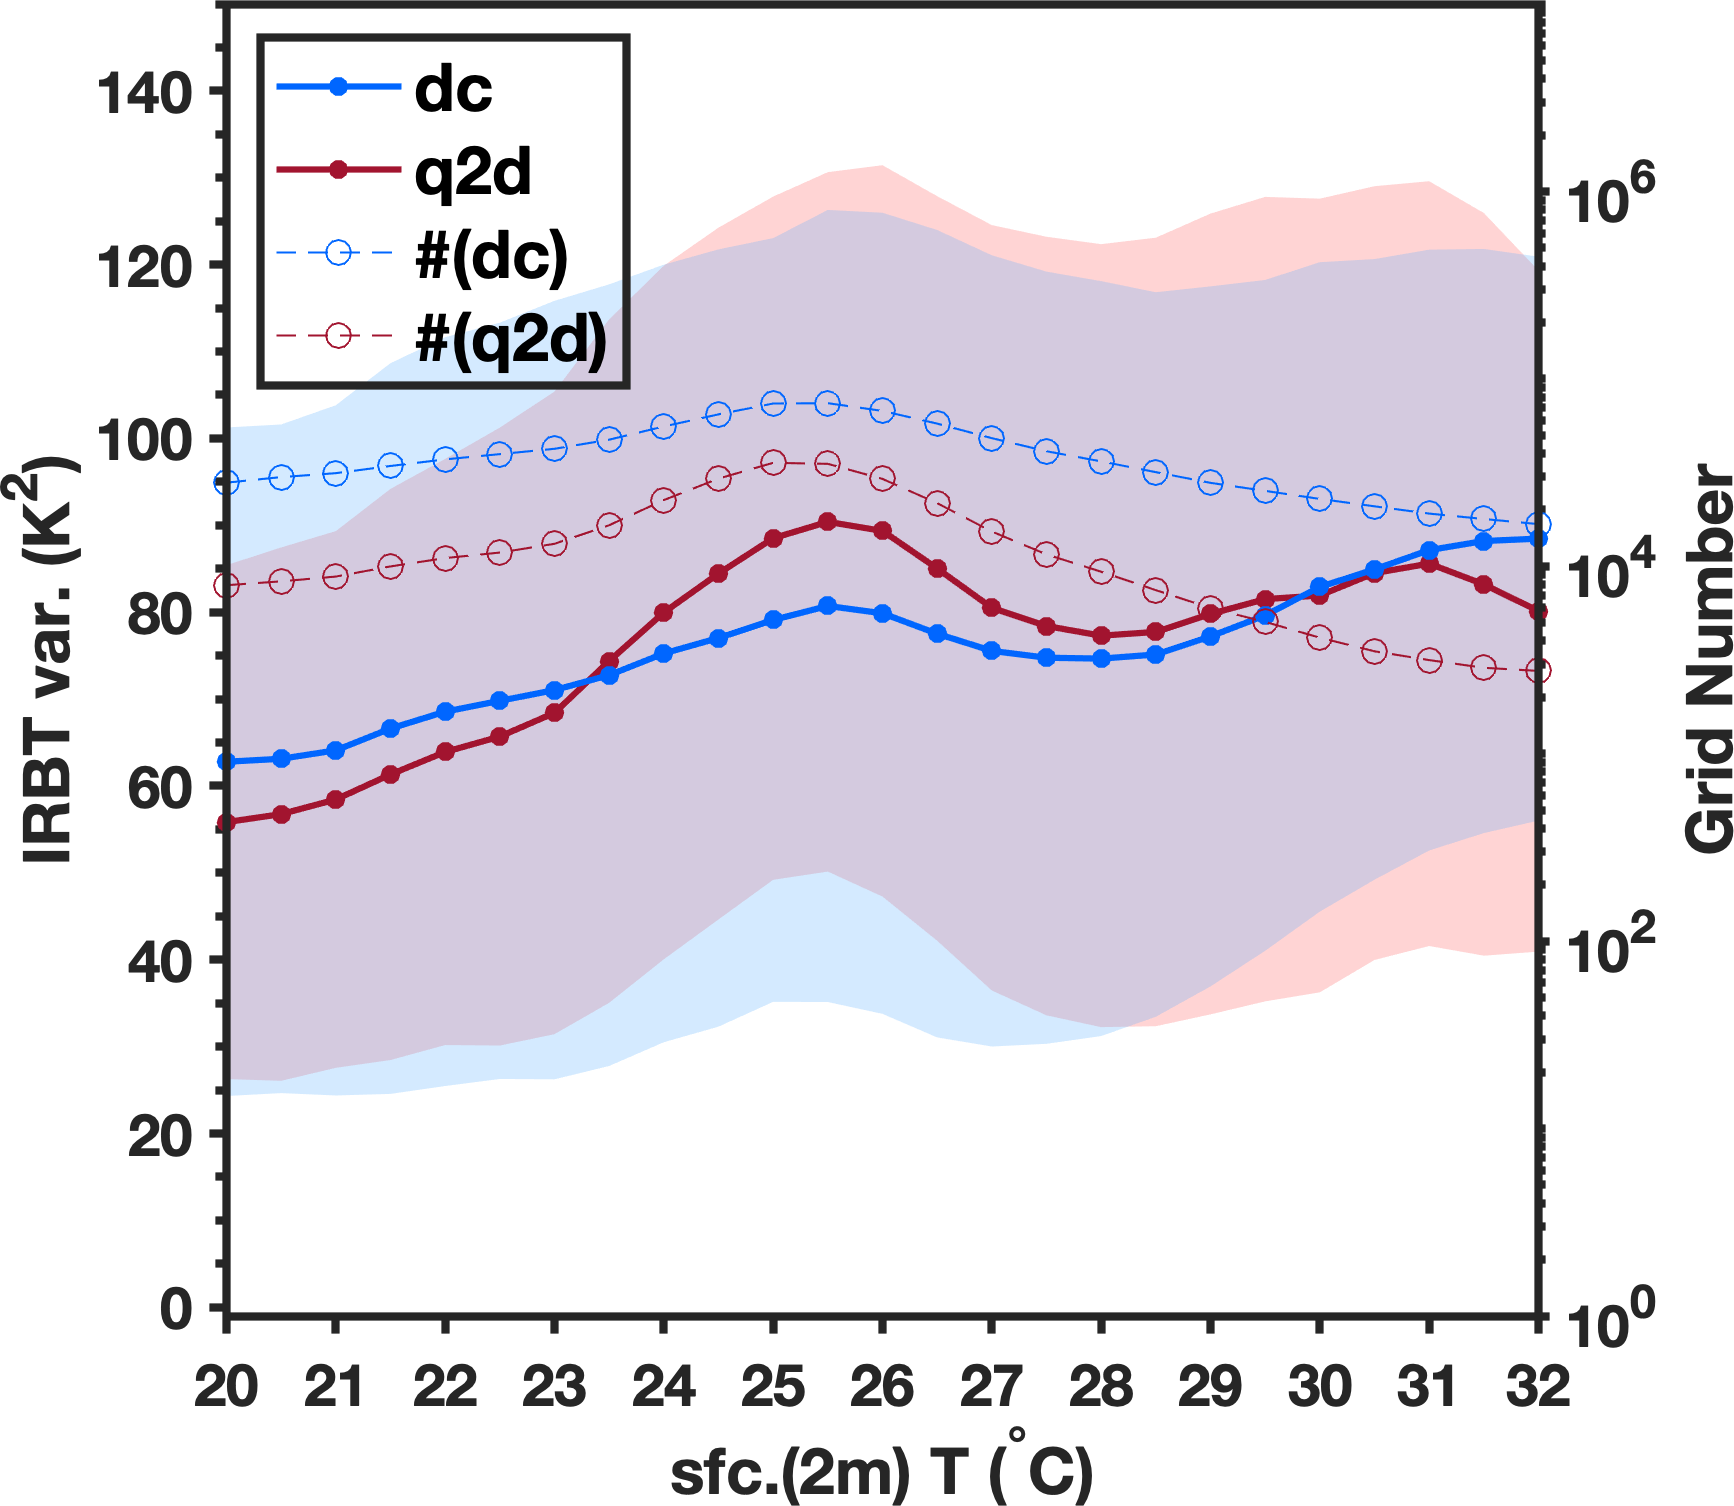 dc
q2d
#(dc)
#(q2d)
140
120
100
80
60
40
20
0
IRBT var. (K²)
10⁶
10⁴
10²
10⁰
Grid Number
20 21 22 23 24 25 26 27 28 29 30 31 32
sfc.(2m) T (°C)